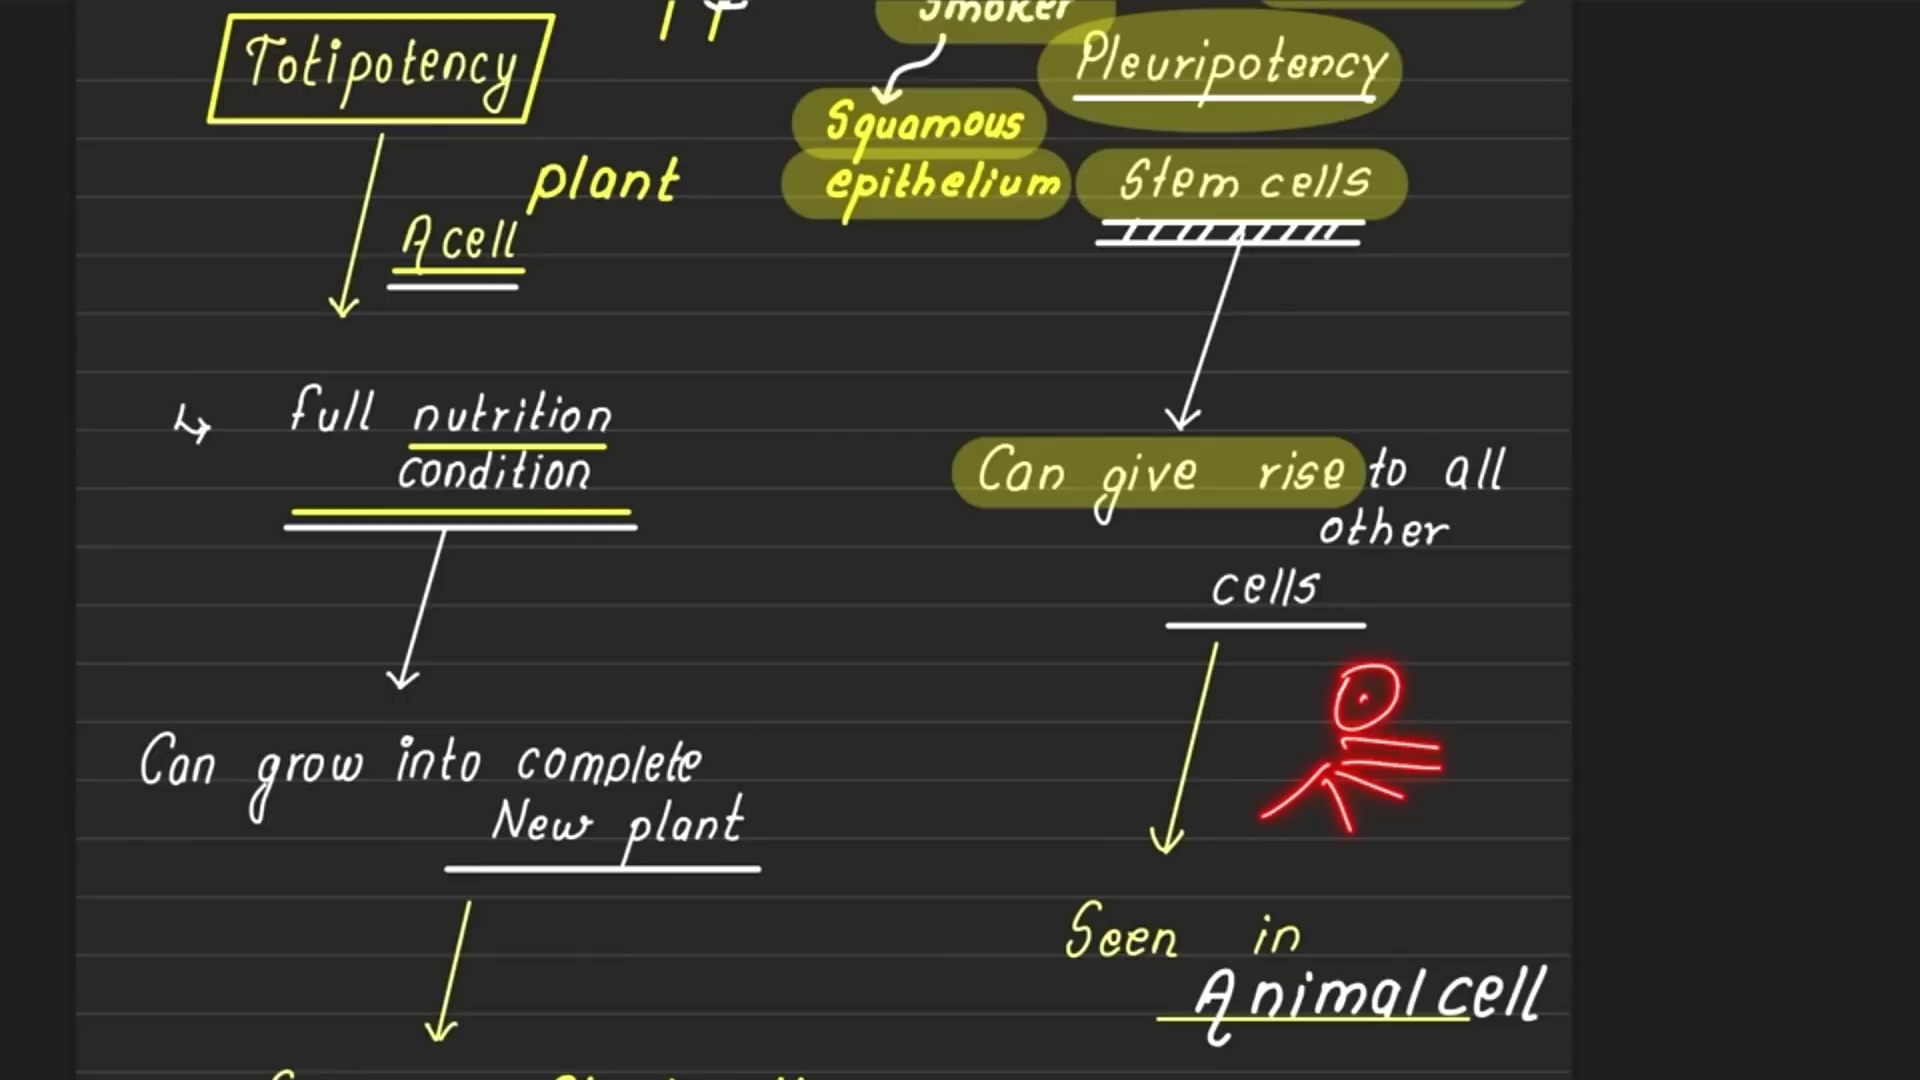 Totipotency
plant
A cell
full nutrition
condition
Can grow into complete
New plant
Smoker
Squamous
epithelium
Pleuripotency
Stem cells
Can give rise to all
other
cells
Seen in
Animal cell